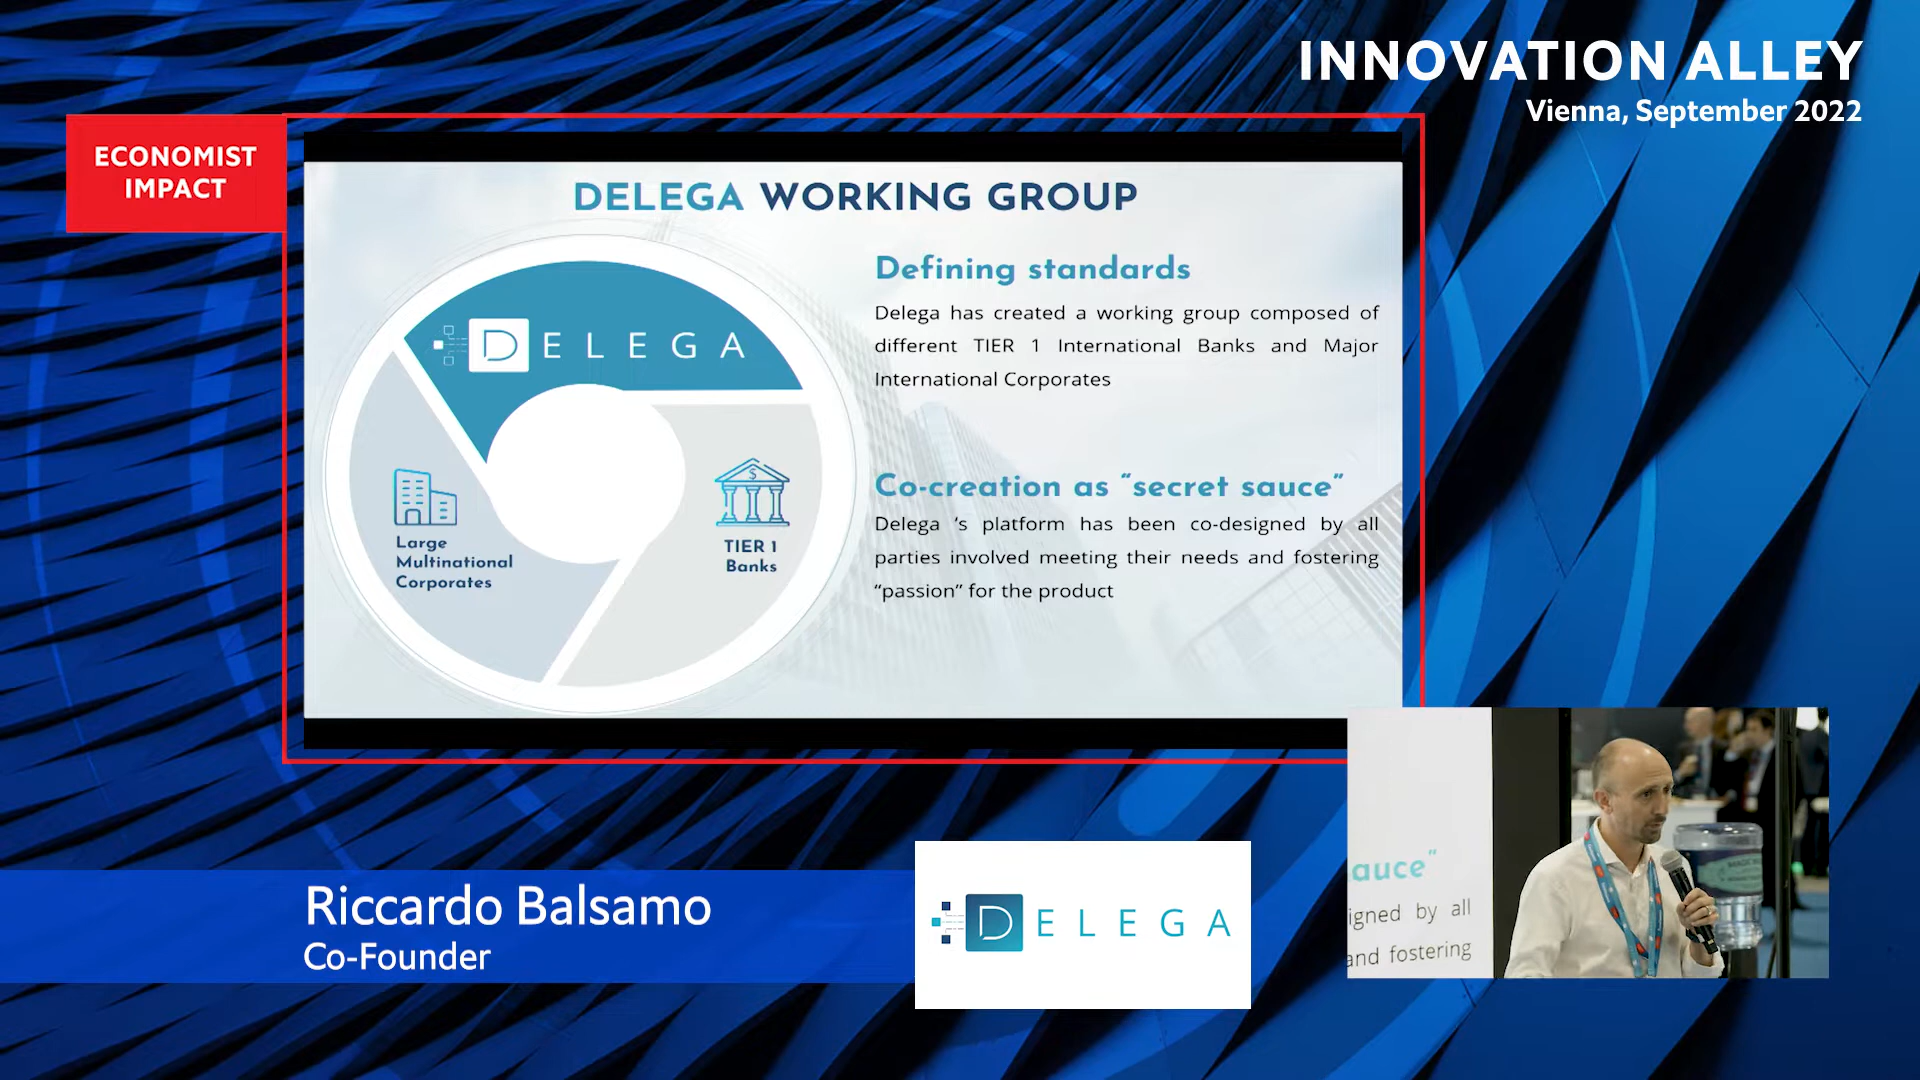 INNOVATION ALLEY
Vienna, September 2022
ECONOMIST
IMPACT
DELEGA WORKING GROUP
DELEGA
Large
Multinational
Corporates
TIER 1
Banks
Defining standards
Delega has created a working group composed of
different TIER 1 International Banks and Major
International Corporates
Co-creation as “secret sauce”
Delega ‘s platform has been co-designed by all
parties involved meeting their needs and fostering
“passion” for the product
auce”
igned by all
and fostering
Riccardo Balsamo
Co-Founder
DELEGA